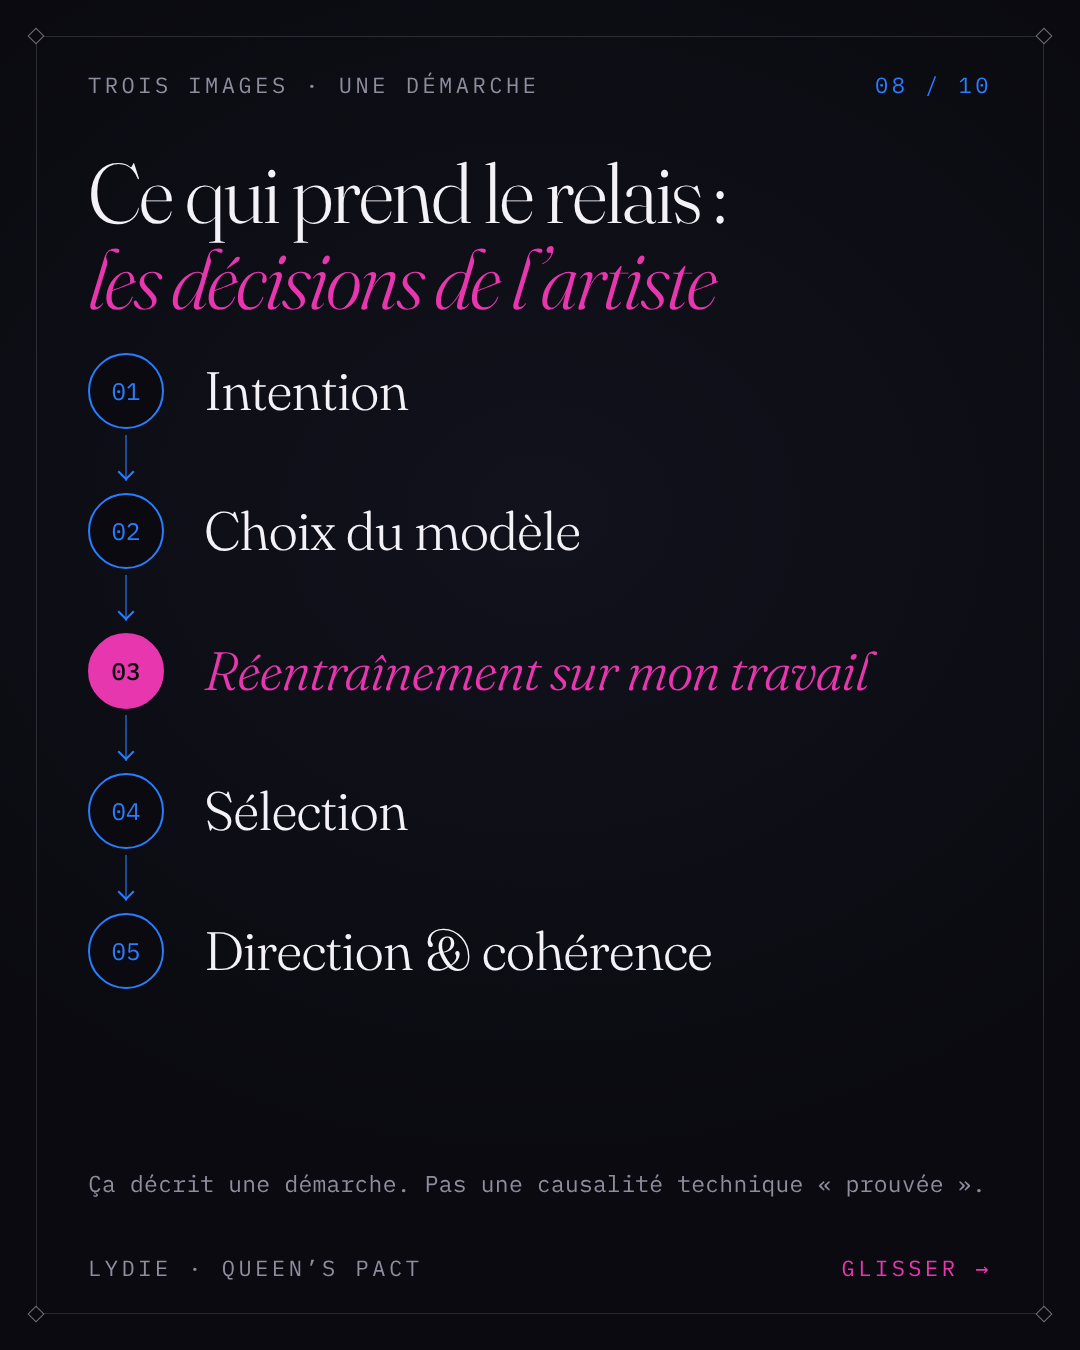 TROIS IMAGES · UNE DÉMARCHE
08 / 10
Ce qui prend le relais :
les décisions de l’artiste
01 Intention
02 Choix du modèle
03 Réentraînement sur mon travail
04 Sélection
05 Direction & cohérence
Ça décrit une démarche. Pas une causalité technique « prouvée ».
LYDIE · QUEEN’S PACT
GLISSER →